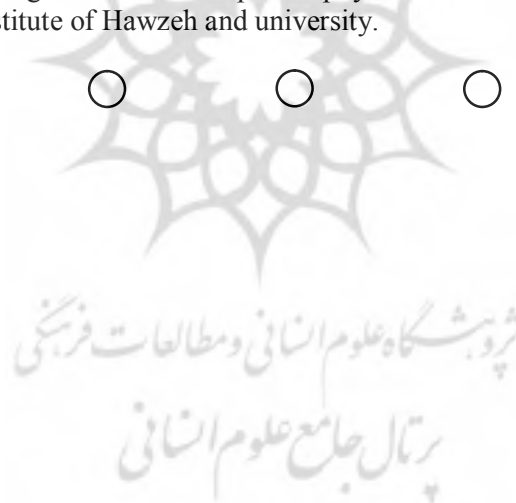 stitute of Hawzeh and university.
پژوهشگاه علوم انسانی و مطالعات فرهنگی
پرتال جامع علوم انسانی